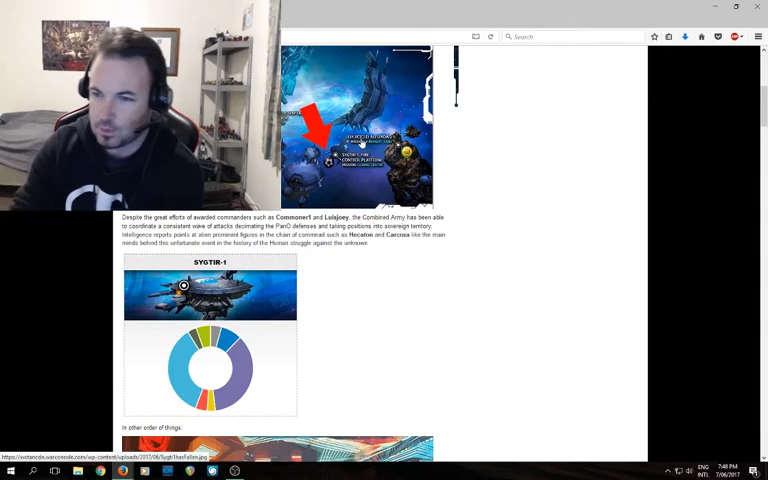 Search
SYGTIR-1, FIRE
CONTROL PLATFORM
Despite the great efforts of awarded commanders such as Commoner1 and Luisjoey, the Combined Army has been able
to coordinate a consistent wave of attacks decimating the PanO defenses and taking positions into sovereign territory.
Intelligence reports points at alien prominent figures in the chain of command such as Hecaton and Carcosa like the main
minds behind this unfortunate event in the history of the Human struggle against the unknown
SYGTIR-1
In other order of things:
https://wotancdn.warconsole.com/wp-content/uploads/2017/06/Sygti1hasFallen.jpg
ENG
INTL
7:48 PM
7/06/2017